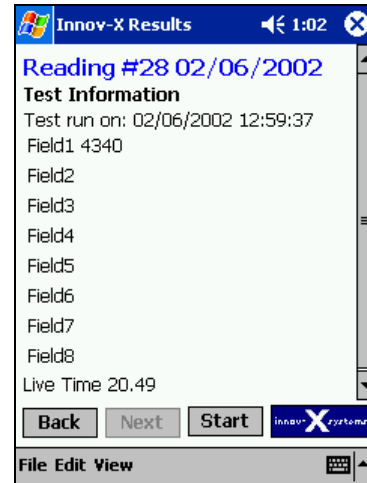 Innov-X Results 1:02
Reading #28 02/06/2002
Test Information
Test run on: 02/06/2002 12:59:37
Field1 4340
Field2
Field3
Field4
Field5
Field6
Field7
Field8
Live Time 20.49
Back Next Start innov-X systems
File Edit View